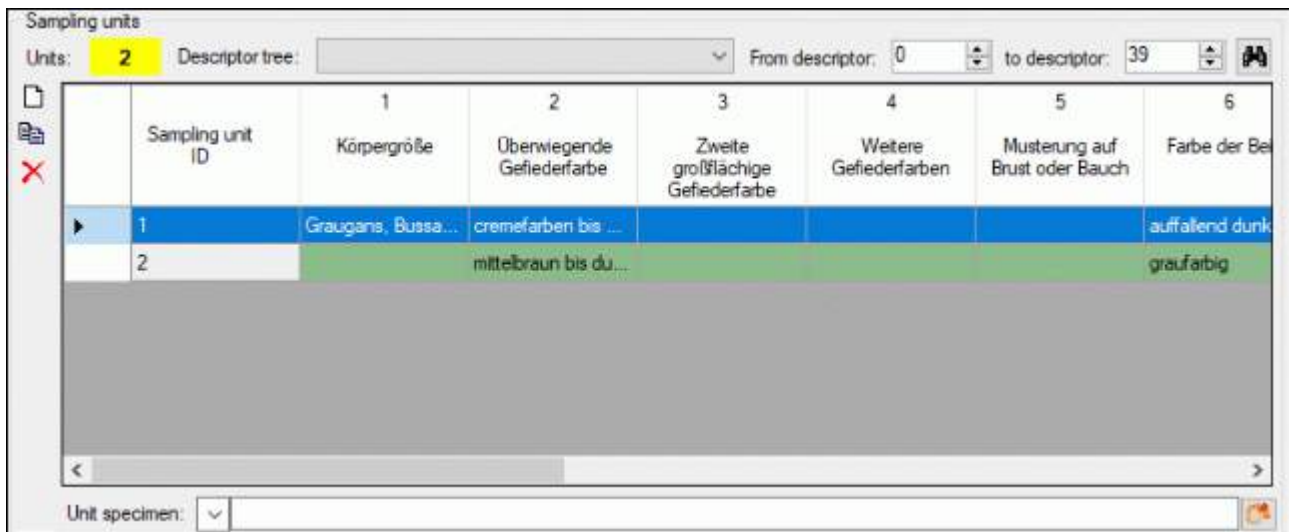 Sampling units
Units: 2 Descriptor tree: From descriptor: 0 to descriptor: 39
1 2 3 4 5 6
Sampling unit ID Körpergröße Überwiegende Gefiederfarbe Zweite großflächige Gefiederfarbe Weitere Gefiederfarben Musterung auf Brust oder Bauch Farbe der Bei
1 Graugans, Bussa... cremefarben bis ... auffallend dunk
2 mittelbraun bis du... graufarbig
Unit specimen: